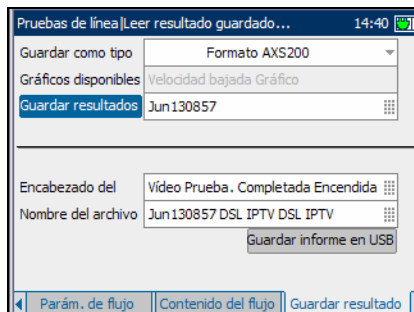 Pruebas de línea|Leer resultado guardado... 14:40
Guardar como tipo Formato AXS200
Gráficos disponibles Velocidad bajada Gráfico
Guardar resultados Jun130857
Encabezado del Vídeo Prueba. Completada Encendida
Nombre del archivo Jun130857 DSL IPTV DSL IPTV
Guardar informe en USB
Parám. de flujo Contenido del flujo Guardar resultado